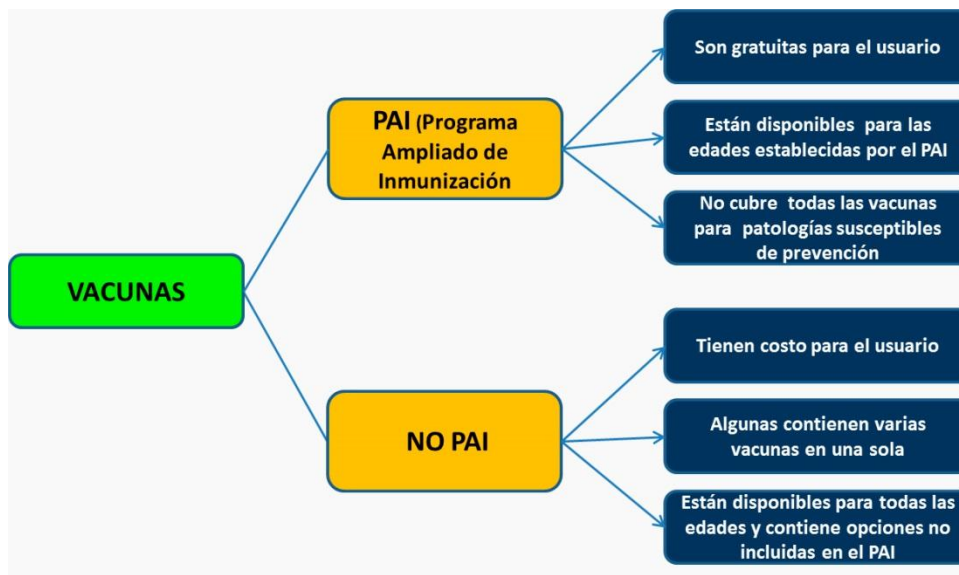 VACUNAS
PAI (Programa
Ampliado de
Inmunización
Son gratuitas para el usuario
Están disponibles para las
edades establecidas por el PAI
No cubre todas las vacunas
para patologías susceptibles
de prevención
NO PAI
Tienen costo para el usuario
Algunas contienen varias
vacunas en una sola
Están disponibles para todas las
edades y contiene opciones no
incluidas en el PAI